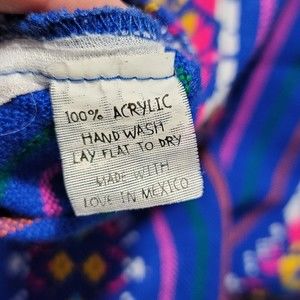 100% ACRYLIC
HAND WASH
LAY FLAT TO DRY
MADE WITH
LOVE IN MEXICO